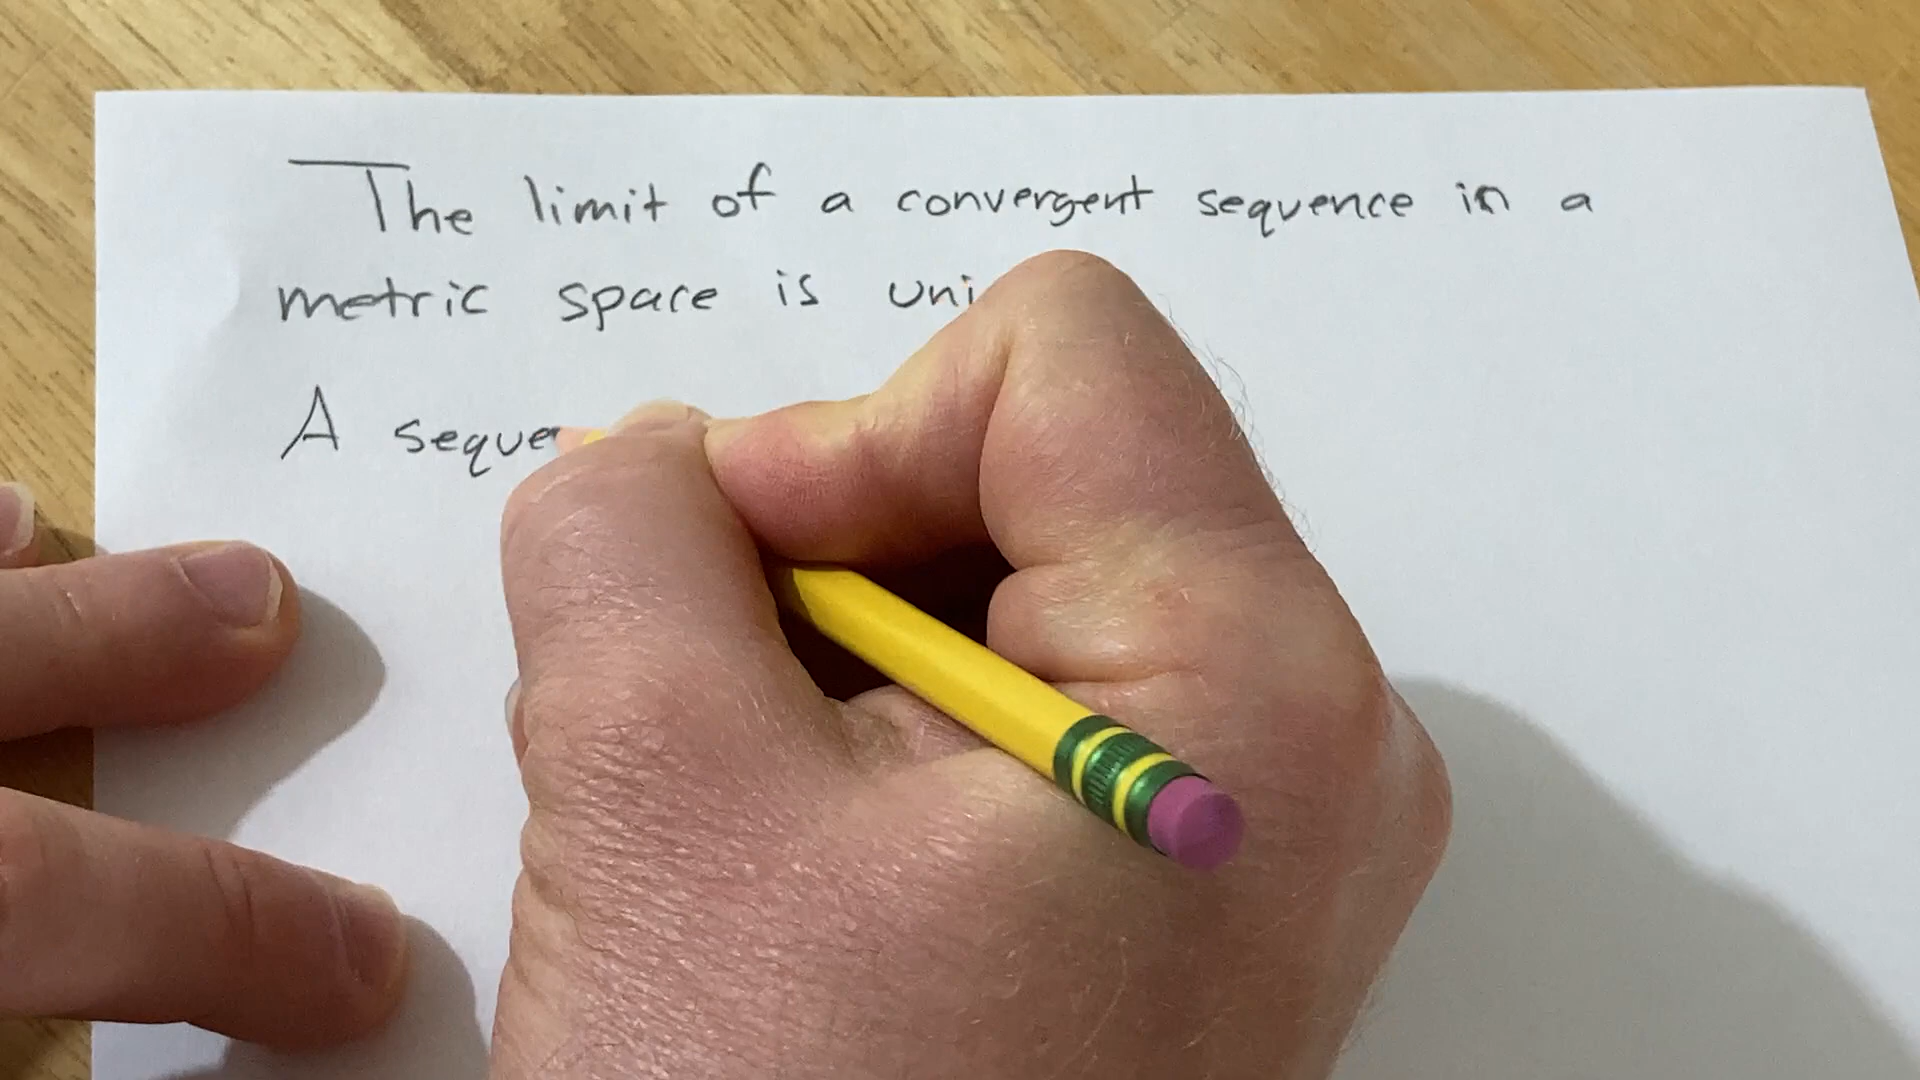 The limit of a convergent sequence in a
metric space is uni
A seque